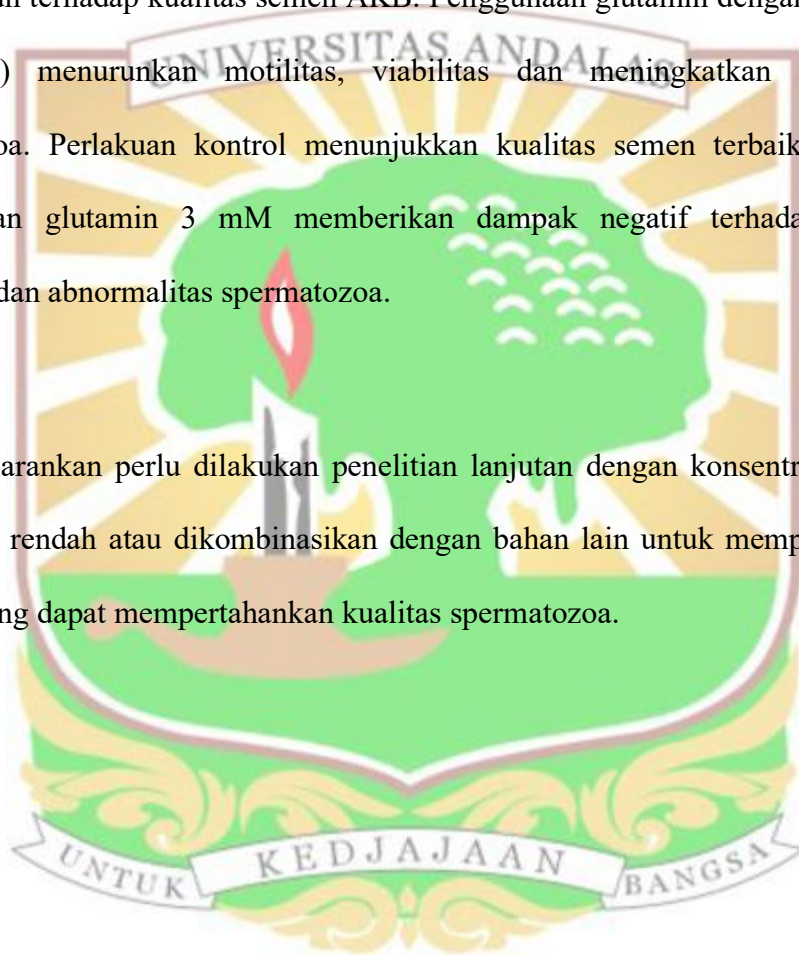 terhadap kualitas semen AKB. Penggunaan glutamin dengan
UNIVERSITAS ANDALAS
) menurunkan motilitas, viabilitas dan meningkatkan
oa. Perlakuan kontrol menunjukkan kualitas semen terbaik
an glutamin 3 mM memberikan dampak negatif terhada
dan abnormalitas spermatozoa.
arankan perlu dilakukan penelitian lanjutan dengan konsentr
rendah atau dikombinasikan dengan bahan lain untuk memp
ng dapat mempertahankan kualitas spermatozoa.
UNTUK KEDJAJAAN BANGSA